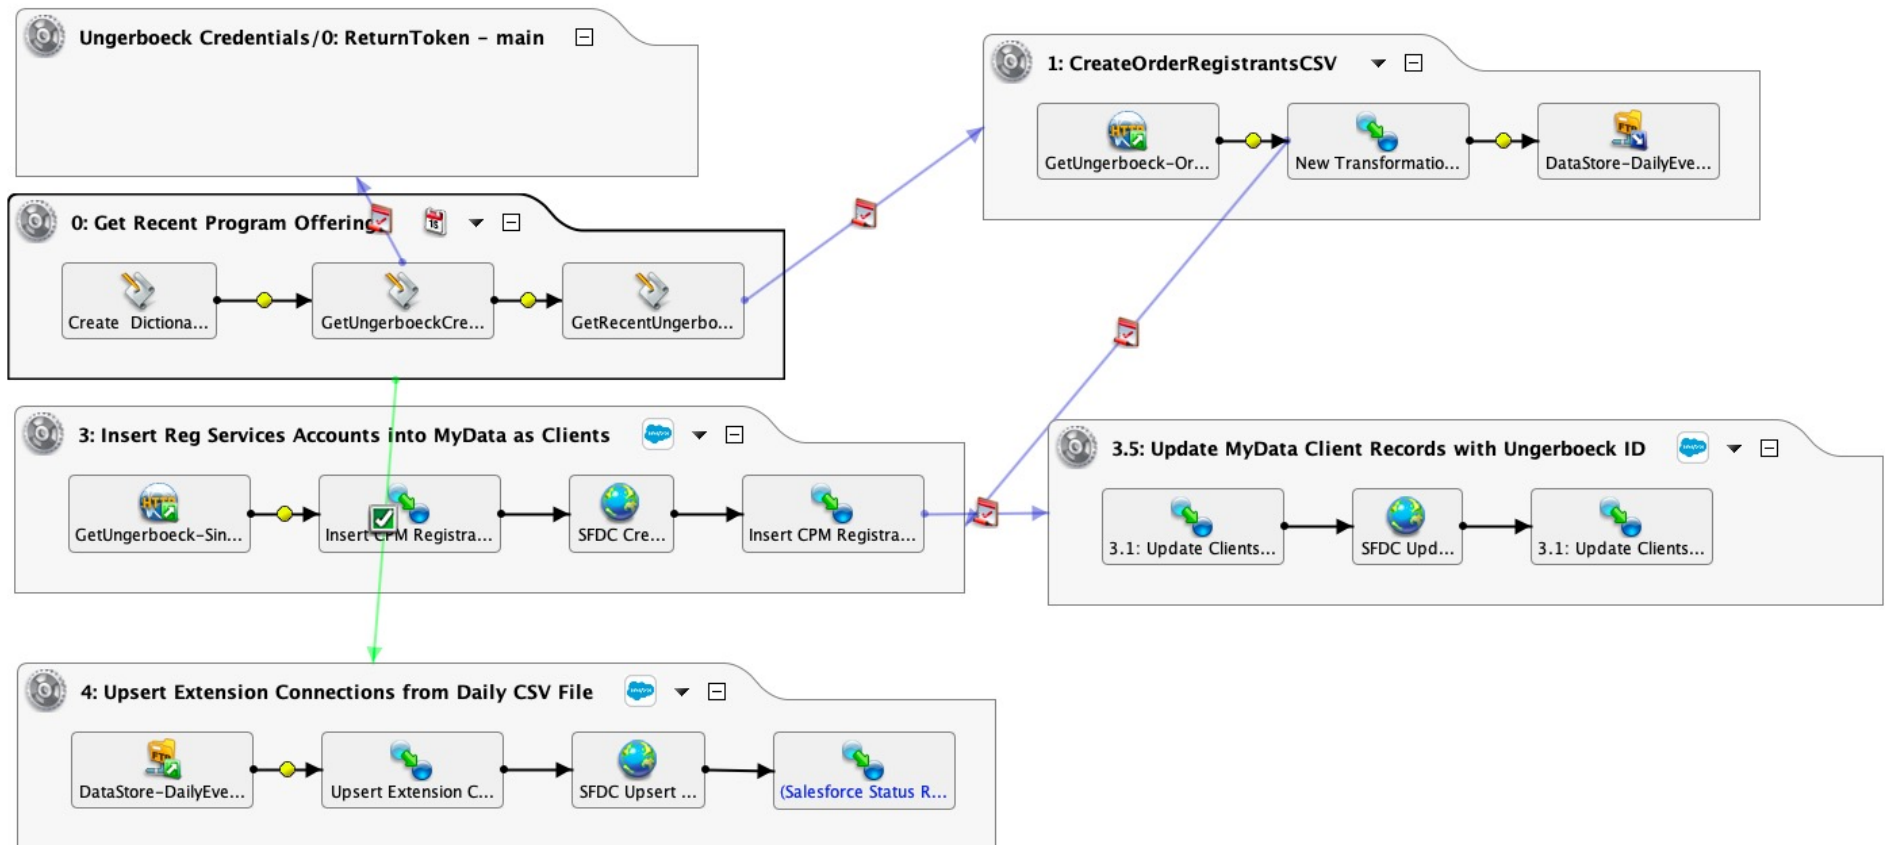 Ungerboeck Credentials/0: ReturnToken - main
1: CreateOrderRegistrantsCSV
GetUngerboeck-Or...
New Transformatio...
DataStore-DailyEve...
0: Get Recent Program Offering
Create Dictiona...
GetUngerboeckCre...
GetRecentUngerbo...
3: Insert Reg Services Accounts into MyData as Clients
GetUngerboeck-Sin...
Insert CPM Registra...
SFDC Cre...
Insert CPM Registra...
3.5: Update MyData Client Records with Ungerboeck ID
3.1: Update Clients...
SFDC Upd...
3.1: Update Clients...
4: Upsert Extension Connections from Daily CSV File
DataStore-DailyEve...
Upsert Extension C...
SFDC Upsert ...
(Salesforce Status R...